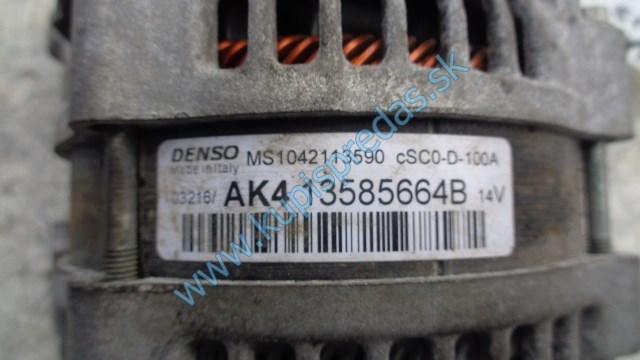 DENSO MS1042113590 cSC0-D-100A
Made in Italy
03216/ AK4 13585664B 14V
www.kupispredas.sk